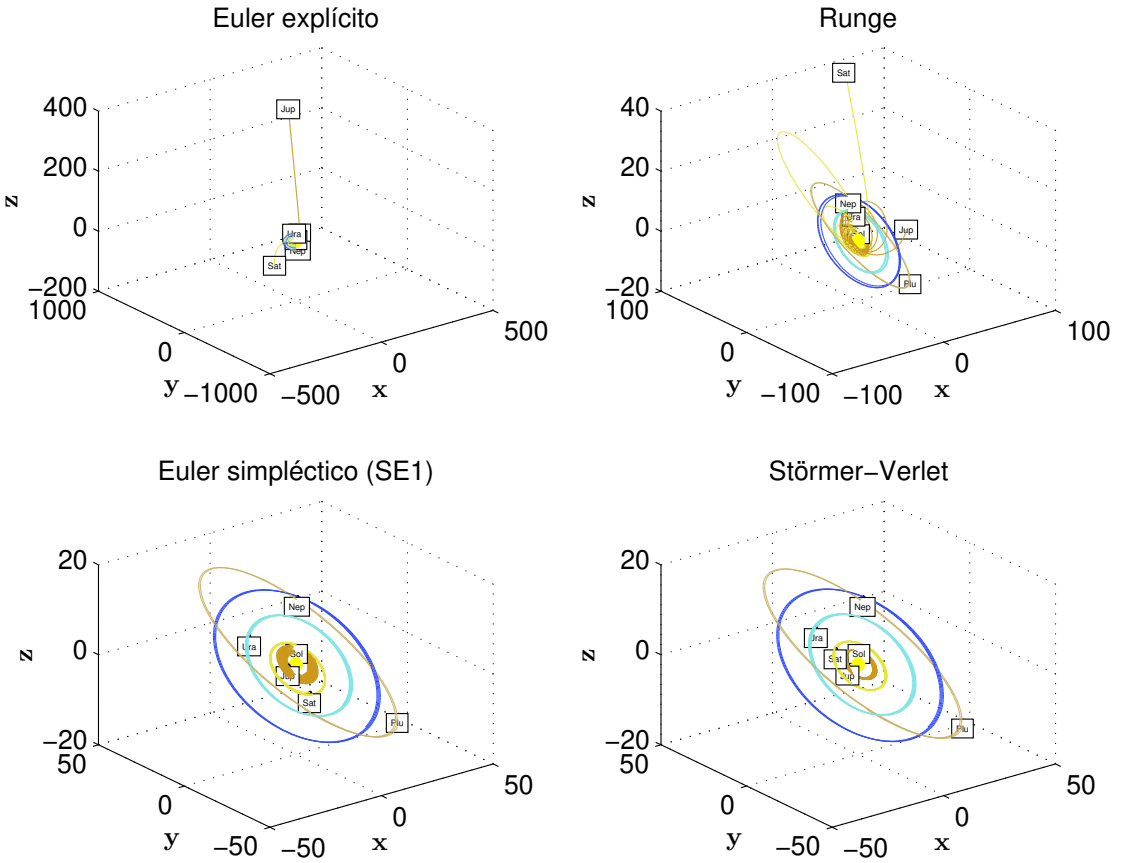 Euler explícito
400
200
0
−200
z
1000
0
−1000
y
−500
0
500
x
Jup
Ura
Nep
Sat
Runge
40
20
0
−20
z
100
0
−100
y
−100
0
100
x
Sat
Nep
Ura
Sol
Jup
Plu
Euler simpléctico (SE1)
20
0
−20
z
50
0
−50
y
−50
0
50
x
Nep
Ura
Sol
Jup
Sat
Plu
Störmer−Verlet
20
0
−20
z
50
0
−50
y
−50
0
50
x
Nep
Ura
Sat
Sol
Jup
Plu